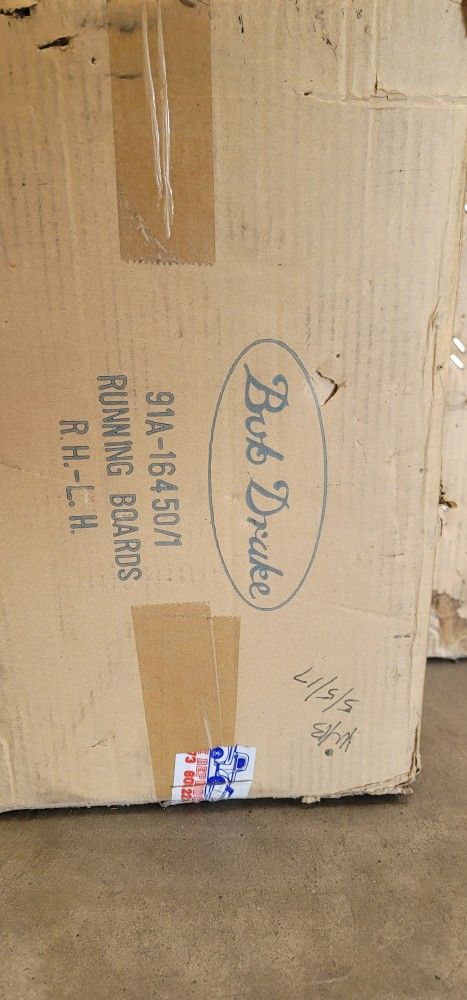 Bob Drake
91A-16450/1
RUNNING BOARDS
R.H.-L.H.
5/5/17